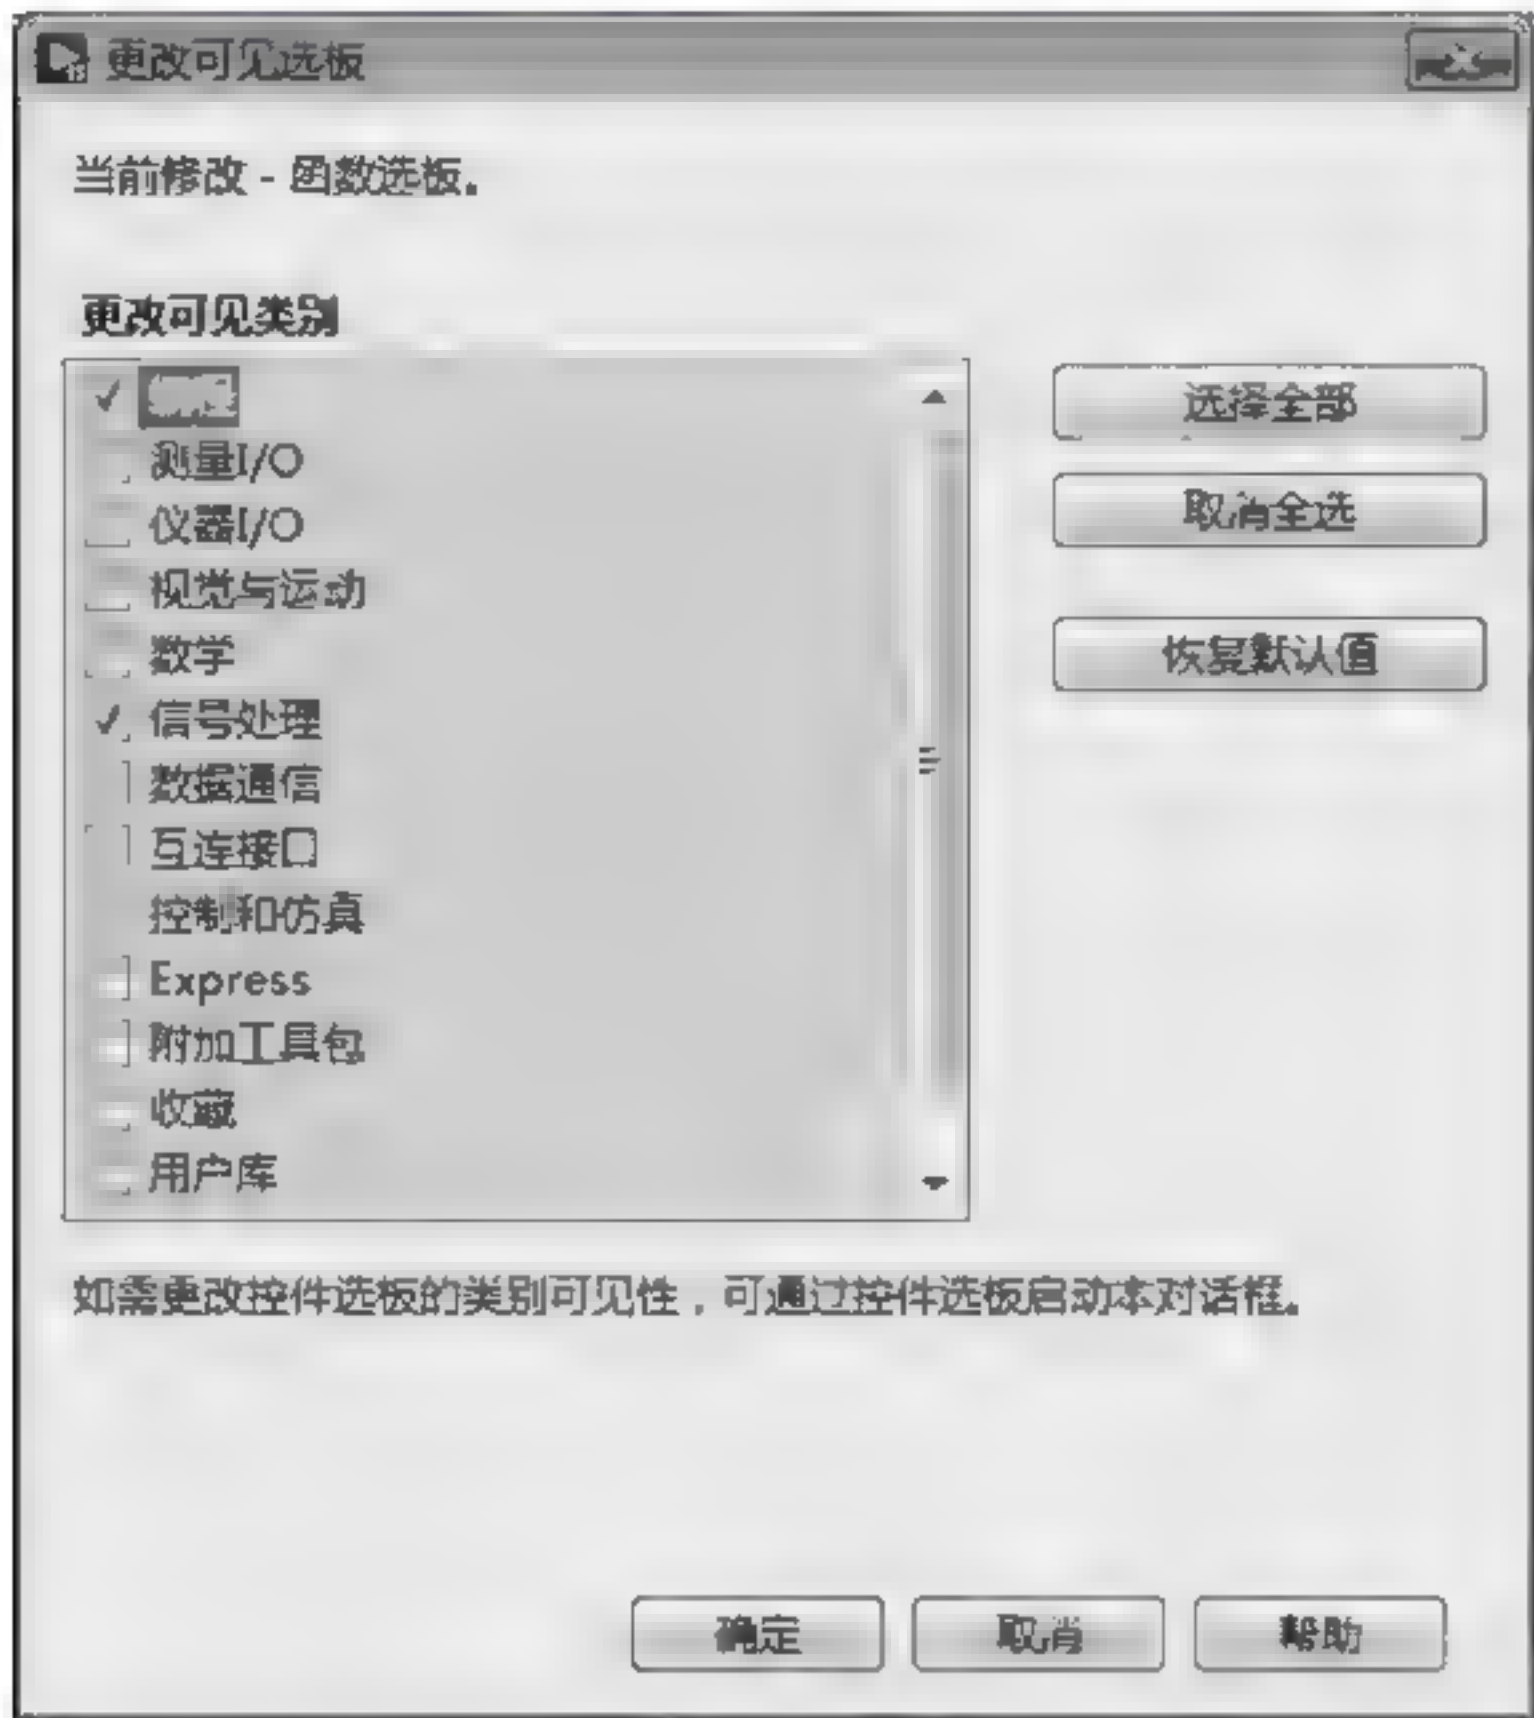 更改可见选板
当前修改 - 函数选板。
更改可见类别
测量I/O
仪器I/O
视觉与运动
数学
信号处理
数据通信
互连接口
控制和仿真
Express
附加工具包
收藏
用户库
选择全部
取消全选
恢复默认值
如需更改控件选板的类别可见性，可通过控件选板启动本对话框。
确定
取消
帮助